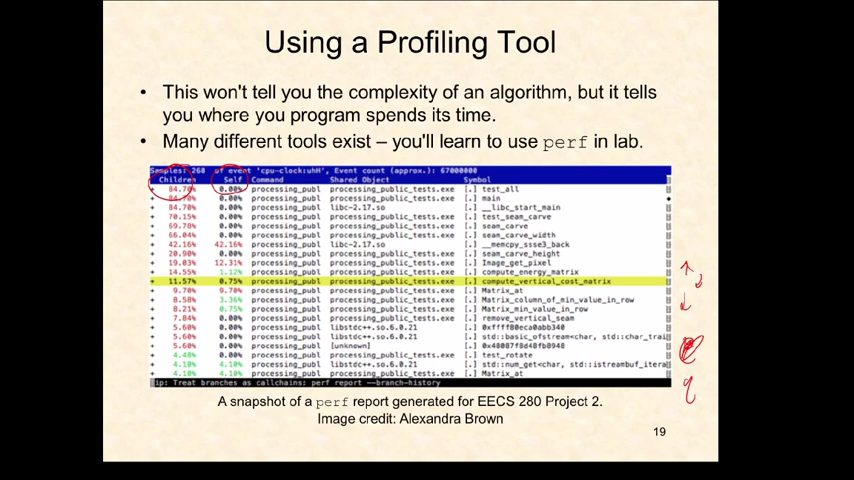 Using a Profiling Tool
• This won't tell you the complexity of an algorithm, but it tells
you where you program spends its time.
• Many different tools exist – you'll learn to use perf in lab.
Samples: 268 of event 'cpu-clock:uhH', Event count (approx.): 67000000
Children Self Command Shared Object Symbol
+ 84.70% 0.00% processing_publ processing_public_tests.exe [.] test_all
+ 84.70% 0.00% processing_publ processing_public_tests.exe [.] main
+ 84.70% 0.00% processing_publ libc-2.17.so [.] __libc_start_main
+ 70.15% 0.00% processing_publ processing_public_tests.exe [.] test_seam_carve
+ 69.78% 0.00% processing_publ processing_public_tests.exe [.] seam_carve
+ 66.04% 0.00% processing_publ processing_public_tests.exe [.] seam_carve_width
+ 42.16% 42.16% processing_publ libc-2.17.so [.] __memcpy_ssse3_back
+ 20.90% 0.00% processing_publ processing_public_tests.exe [.] seam_carve_height
+ 19.03% 12.31% processing_publ processing_public_tests.exe [.] Image_get_pixel
+ 14.55% 1.12% processing_publ processing_public_tests.exe [.] compute_energy_matrix
+ 11.57% 0.75% processing_publ processing_public_tests.exe [.] compute_vertical_cost_matrix
+ 9.70% 9.70% processing_publ processing_public_tests.exe [.] Matrix_at
+ 8.58% 3.36% processing_publ processing_public_tests.exe [.] Matrix_column_of_min_value_in_row
+ 8.21% 0.75% processing_publ processing_public_tests.exe [.] Matrix_min_value_in_row
+ 7.84% 0.00% processing_publ processing_public_tests.exe [.] remove_vertical_seam
+ 5.60% 0.00% processing_publ libstdc++.so.6.0.21 [.] 0xffff80eca0abb340
+ 5.60% 0.00% processing_publ libstdc++.so.6.0.21 [.] std::basic_ofstream<char, std::char_trai
+ 5.60% 0.00% processing_publ [unknown] [.] 0x48087f8d48fb8948
+ 4.48% 0.00% processing_publ processing_public_tests.exe [.] test_rotate
+ 4.10% 4.10% processing_publ libstdc++.so.6.0.21 [.] std::num_get<char, std::istreambuf_itera
+ 4.10% 4.10% processing_publ processing_public_tests.exe [.] Matrix_at
ip: Treat branches as callchains: perf report --branch-history
A snapshot of a perf report generated for EECS 280 Project 2.
Image credit: Alexandra Brown
q
19